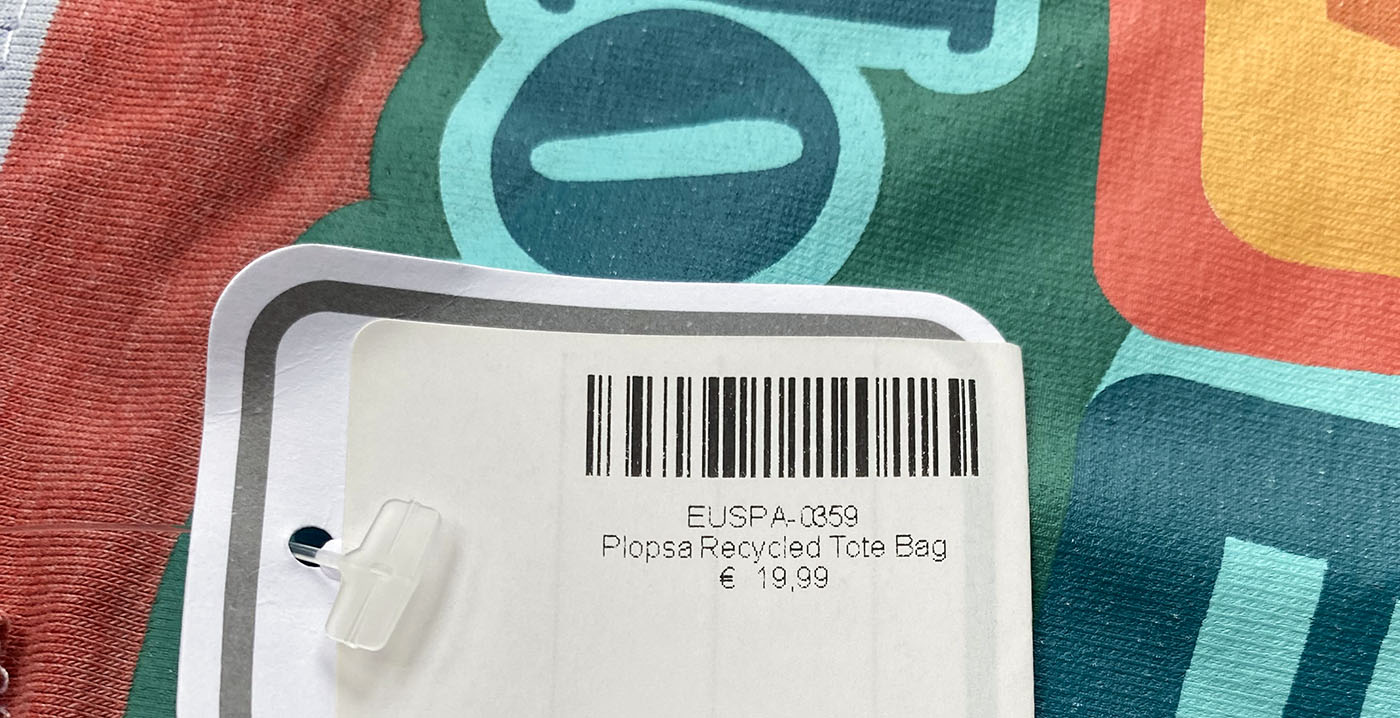 EUSPA-0359
Plopsa Recycled Tote Bag
€ 19,99